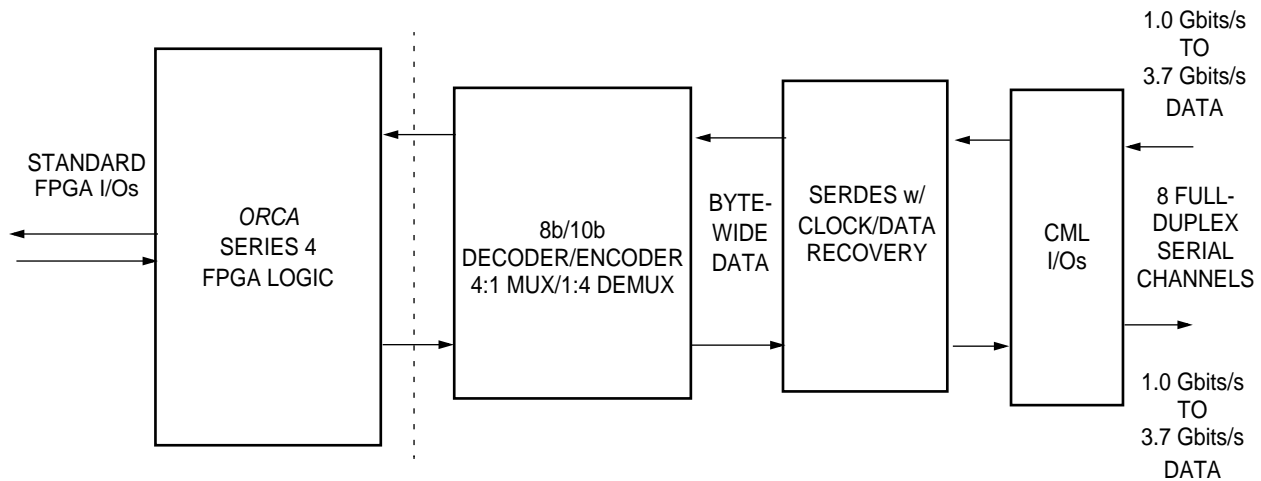 STANDARD
FPGA I/Os
ORCA
SERIES 4
FPGA LOGIC
8b/10b
DECODER/ENCODER
4:1 MUX/1:4 DEMUX
BYTE-
WIDE
DATA
SERDES w/
CLOCK/DATA
RECOVERY
CML
I/Os
1.0 Gbits/s
TO
3.7 Gbits/s
DATA
8 FULL-
DUPLEX
SERIAL
CHANNELS
1.0 Gbits/s
TO
3.7 Gbits/s
DATA